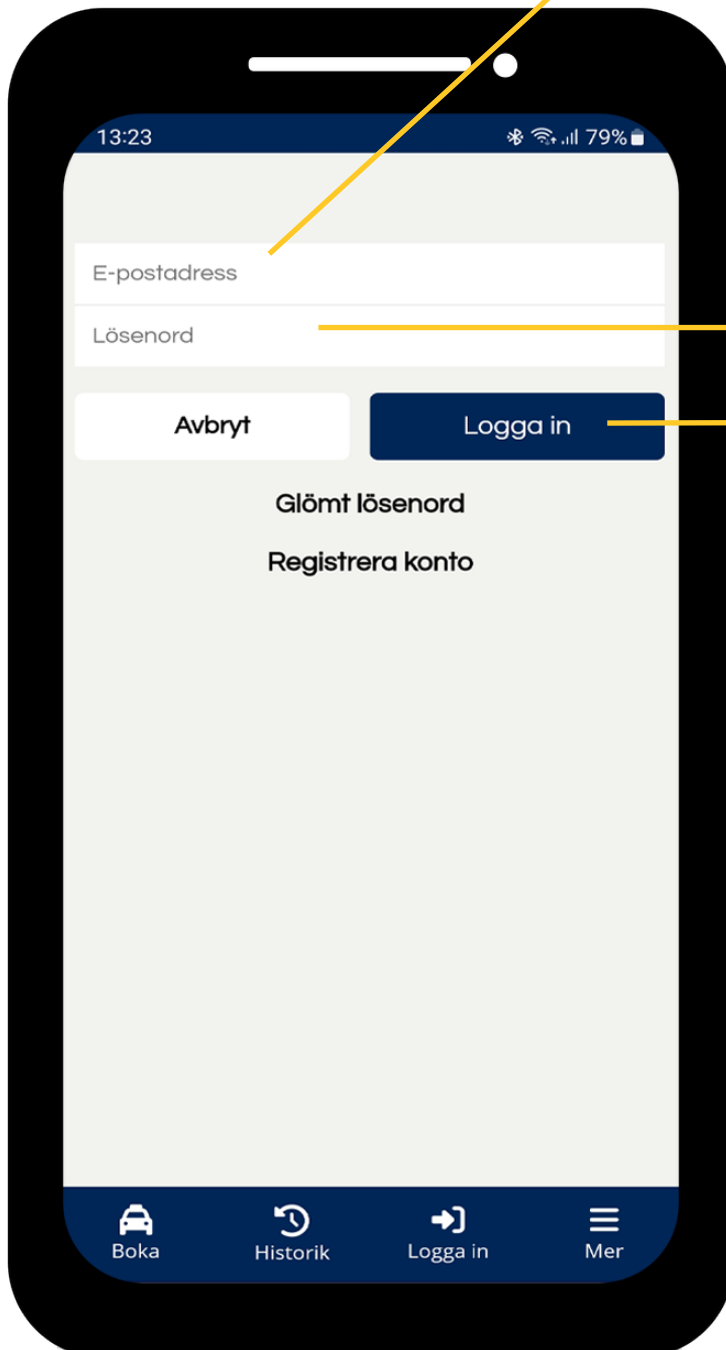 13:23 79%
E-postadress
Lösenord
Avbryt Logga in
Glömt lösenord
Registrera konto
Boka Historik Logga in Mer